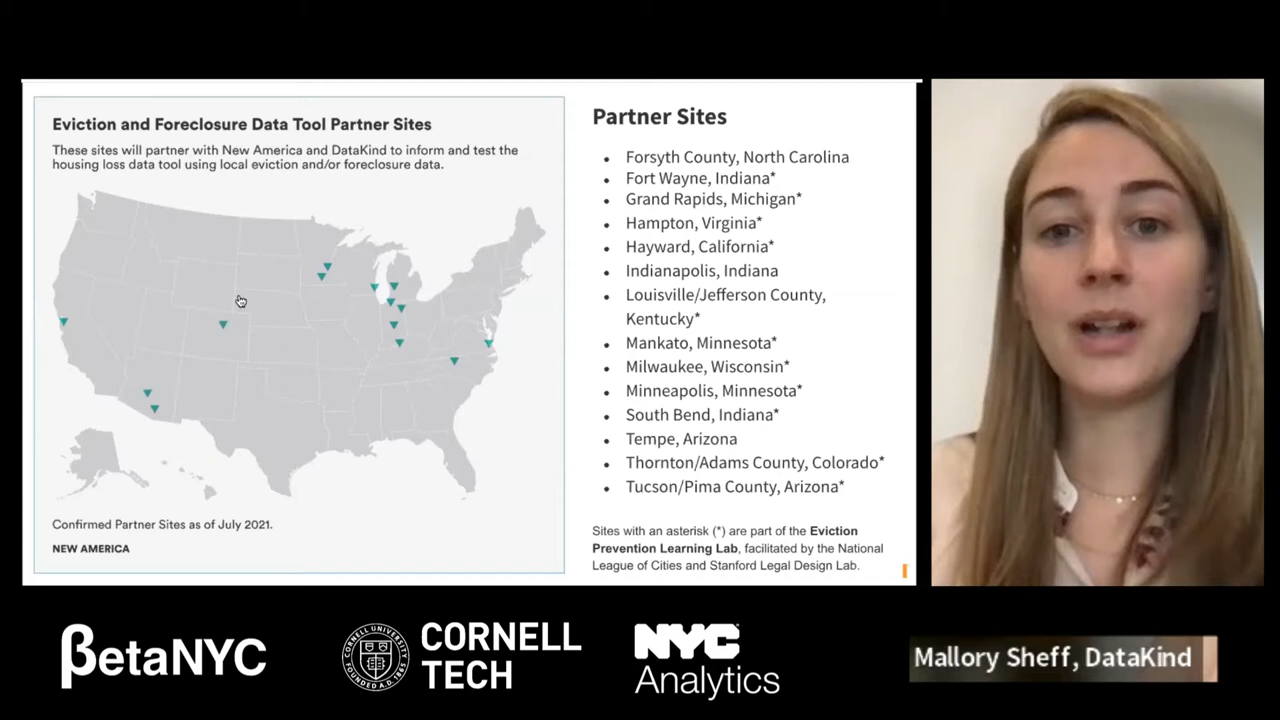 Eviction and Foreclosure Data Tool Partner Sites
These sites will partner with New America and DataKind to inform and test the
housing loss data tool using local eviction and/or foreclosure data.
Confirmed Partner Sites as of July 2021.
NEW AMERICA
Partner Sites
• Forsyth County, North Carolina
• Fort Wayne, Indiana*
• Grand Rapids, Michigan*
• Hampton, Virginia*
• Hayward, California*
• Indianapolis, Indiana
• Louisville/Jefferson County,
Kentucky*
• Mankato, Minnesota*
• Milwaukee, Wisconsin*
• Minneapolis, Minnesota*
• South Bend, Indiana*
• Tempe, Arizona
• Thornton/Adams County, Colorado*
• Tucson/Pima County, Arizona*
Sites with an asterisk (*) are part of the Eviction
Prevention Learning Lab, facilitated by the National
League of Cities and Stanford Legal Design Lab.
βetaNYC
CORNELL UNIVERSITY
FOUNDED A.D. 1865
CORNELL
TECH
NYC
Analytics
Mallory Sheff, DataKind